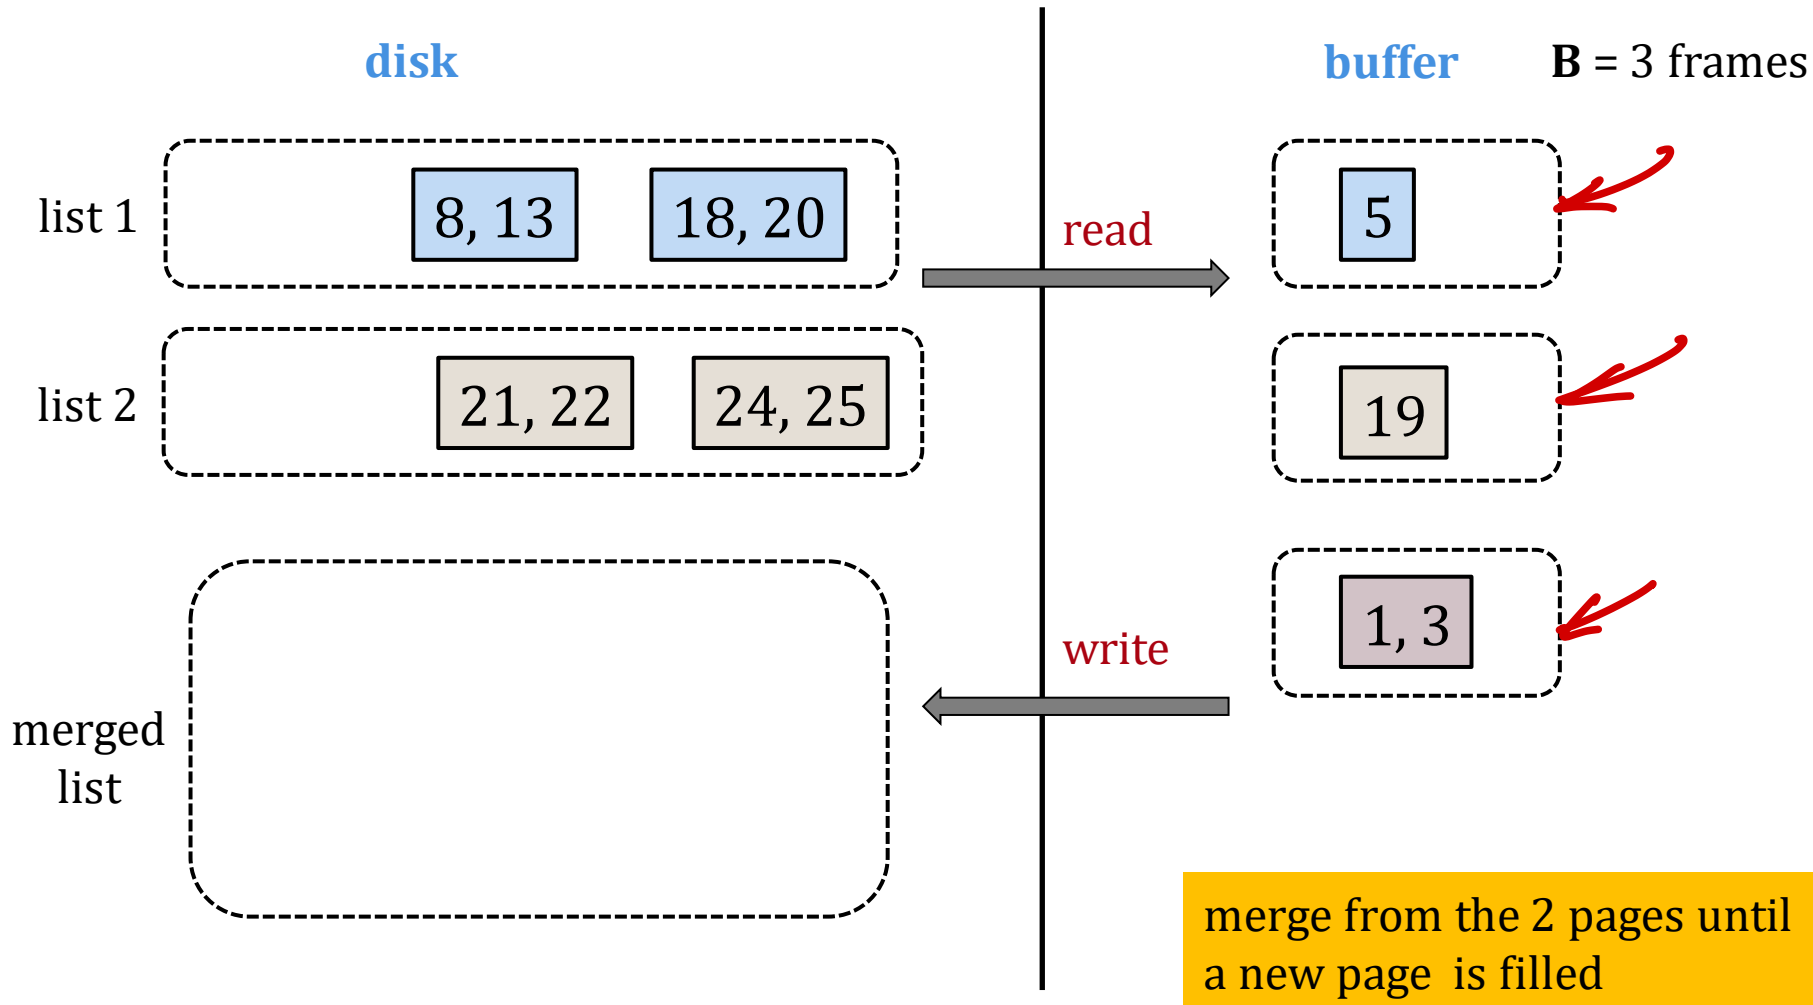 disk
buffer
B = 3 frames
list 1
8, 13
18, 20
read
5
list 2
21, 22
24, 25
19
1, 3
write
merged
list
merge from the 2 pages until
a new page is filled